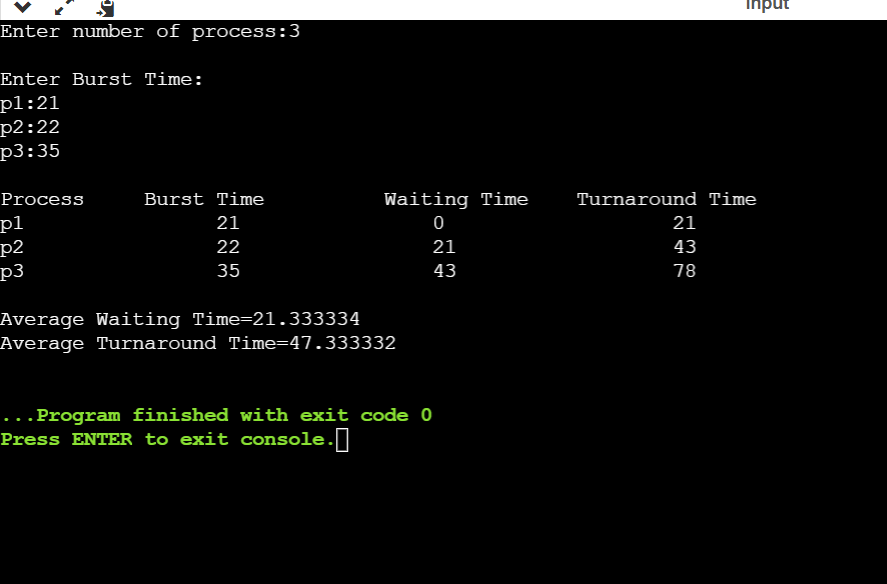 input
Enter number of process:3
Enter Burst Time:
p1:21
p2:22
p3:35
Process Burst Time Waiting Time Turnaround Time
p1 21 0 21
p2 22 21 43
p3 35 43 78
Average Waiting Time=21.333334
Average Turnaround Time=47.333332
...Program finished with exit code 0
Press ENTER to exit console.